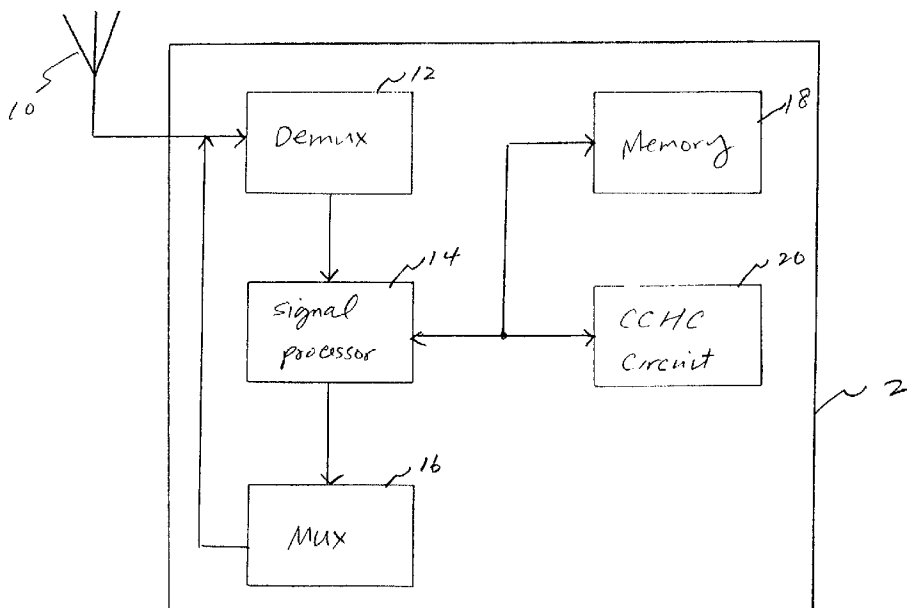 10
12
Demux
18
Memory
14
Signal
processor
20
CCHC
Circuit
2
16
Mux